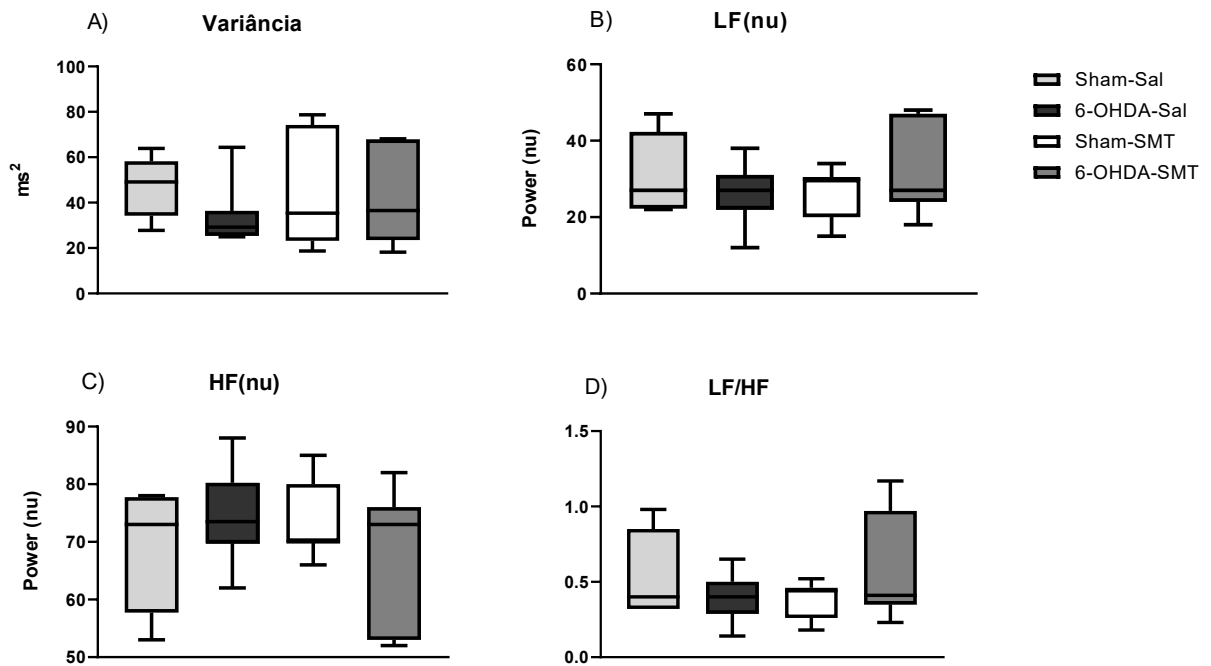 A)
Variância
ms²
100
80
60
40
20
0
B)
LF(nu)
Power (nu)
60
40
20
0
Sham-Sal
6-OHDA-Sal
Sham-SMT
6-OHDA-SMT
C)
HF(nu)
Power (nu)
90
80
70
60
50
D)
LF/HF
1.5
1.0
0.5
0.0